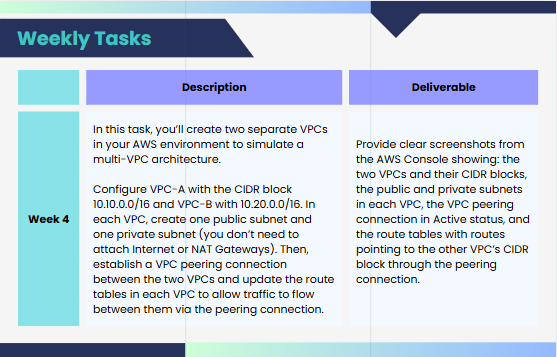 Weekly Tasks
Description
Deliverable
Week 4
In this task, you’ll create two separate VPCs
in your AWS environment to simulate a
multi-VPC architecture.
Configure VPC-A with the CIDR block
10.10.0.0/16 and VPC-B with 10.20.0.0/16. In
each VPC, create one public subnet and
one private subnet (you don’t need to
attach Internet or NAT Gateways). Then,
establish a VPC peering connection
between the two VPCs and update the route
tables in each VPC to allow traffic to flow
between them via the peering connection.
Provide clear screenshots from
the AWS Console showing: the
two VPCs and their CIDR blocks,
the public and private subnets
in each VPC, the VPC peering
connection in Active status, and
the route tables with routes
pointing to the other VPC’s CIDR
block through the peering
connection.